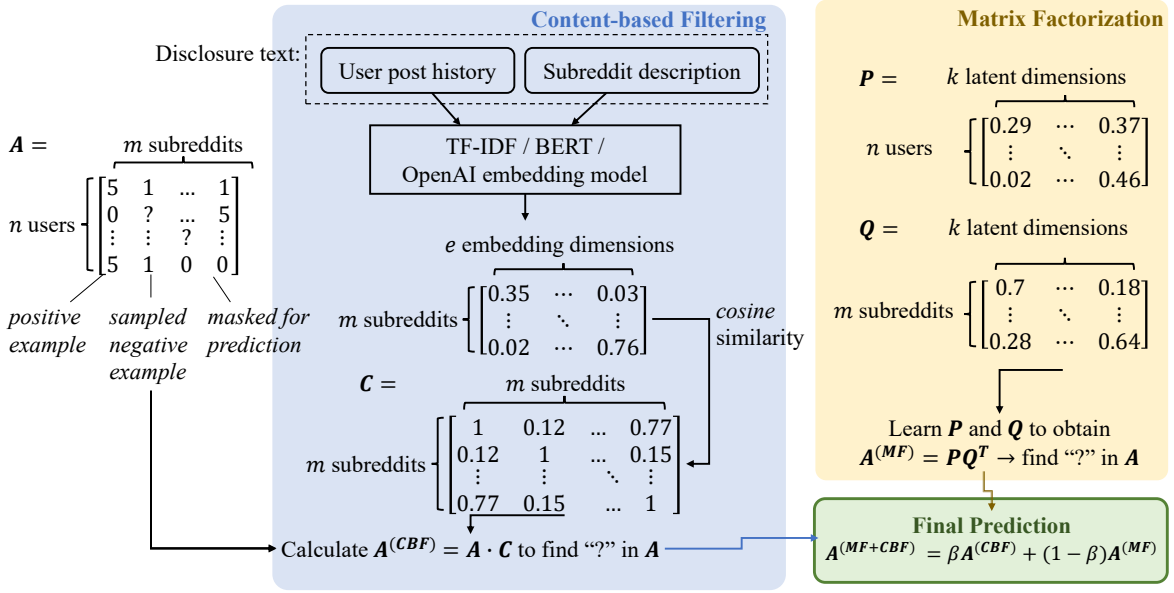 Content-based Filtering
Disclosure text:
User post history
Subreddit description
TF-IDF / BERT /
OpenAI embedding model
A =
m subreddits
n users
5 1 ... 1
0 ? ... 5
⋮ ⋮ ? ⋮
5 1 0 0
positive
example
sampled
negative
example
masked for
prediction
e embedding dimensions
m subreddits
0.35 ⋯ 0.03
⋮ ⋱ ⋮
0.02 ⋯ 0.76
cosine
similarity
C =
m subreddits
m subreddits
1 0.12 ... 0.77
0.12 1 ... 0.15
⋮ ⋮ ⋱ ⋮
0.77 0.15 ... 1
Calculate A^(CBF) = A · C to find “?” in A
Matrix Factorization
P =
k latent dimensions
n users
0.29 ⋯ 0.37
⋮ ⋱ ⋮
0.02 ⋯ 0.46
Q =
k latent dimensions
m subreddits
0.7 ⋯ 0.18
⋮ ⋱ ⋮
0.28 ⋯ 0.64
Learn P and Q to obtain
A^(MF) = PQ^T → find “?” in A
Final Prediction
A^(MF+CBF) = βA^(CBF) + (1 − β)A^(MF)